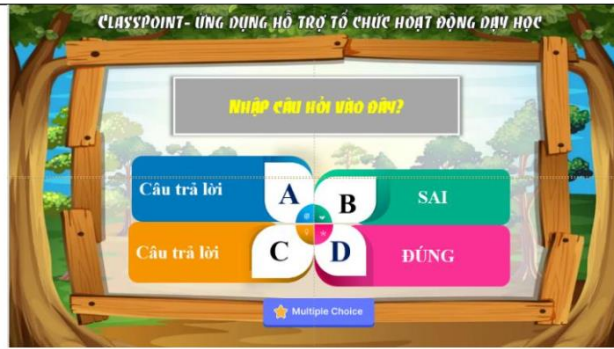 CLASSPOINT- ỨNG DỤNG HỖ TRỢ TỔ CHỨC HOẠT ĐỘNG DẠY HỌC
NHẬP CÂU HỎI VÀO ĐÂY?
Câu trả lời A
B SAI
Câu trả lời C
D ĐÚNG
Multiple Choice